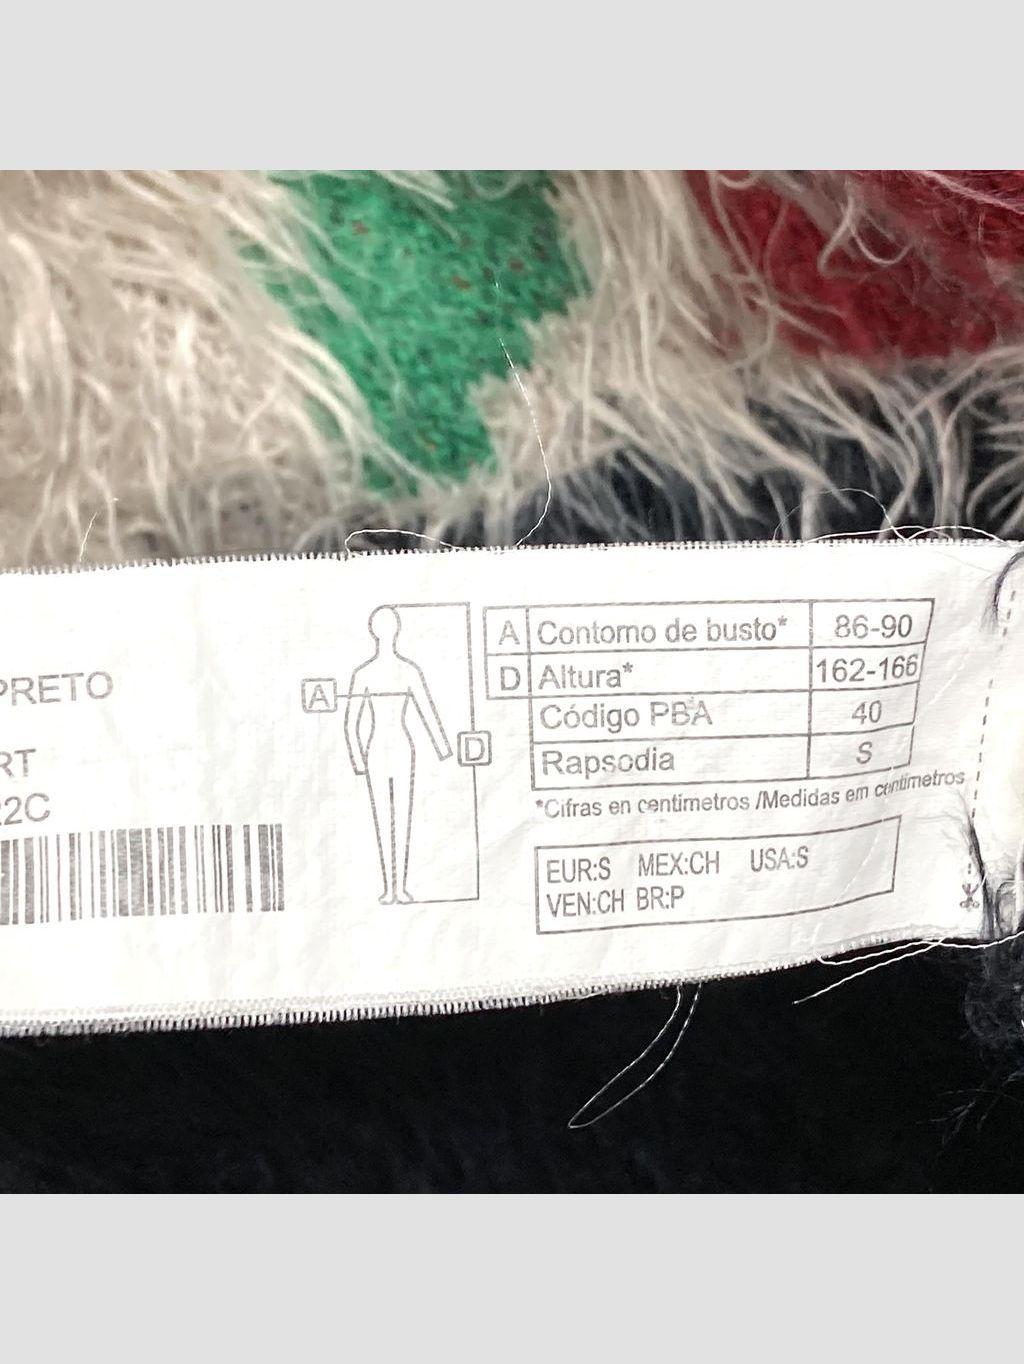 PRETO
RT
22C
A
D
A Contorno de busto* 86-90
D Altura* 162-166
Código PBA 40
Rapsodia S
*Cifras en centimetros /Medidas em centimetros
EUR:S MEX:CH USA:S
VEN:CH BR:P